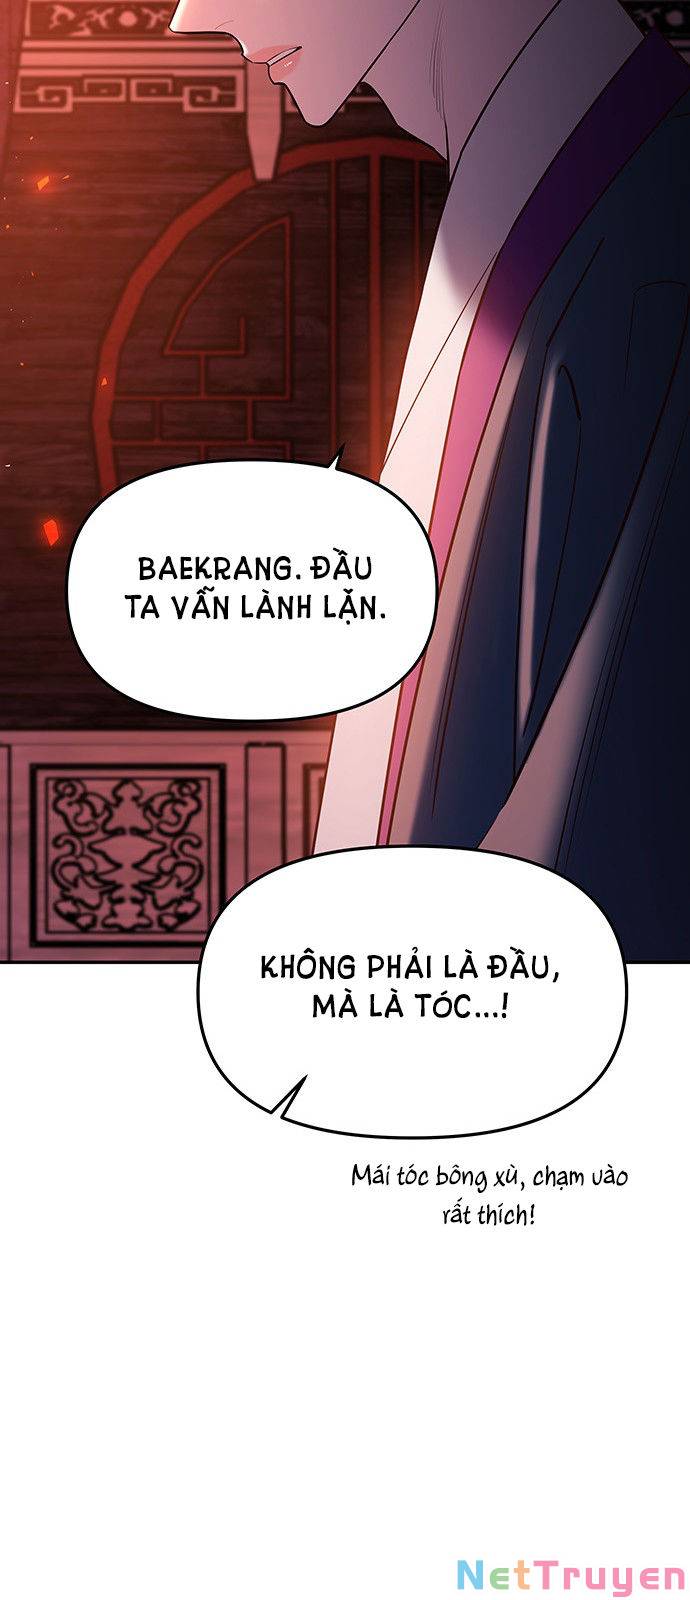 BAEKRANG. ĐẦU
TA VẪN LÀNH LẶN.
KHÔNG PHẢI LÀ ĐẦU,
MÀ LÀ TÓC...!
Mái tóc bông xù, chạm vào
rất thích!
NetTruyen